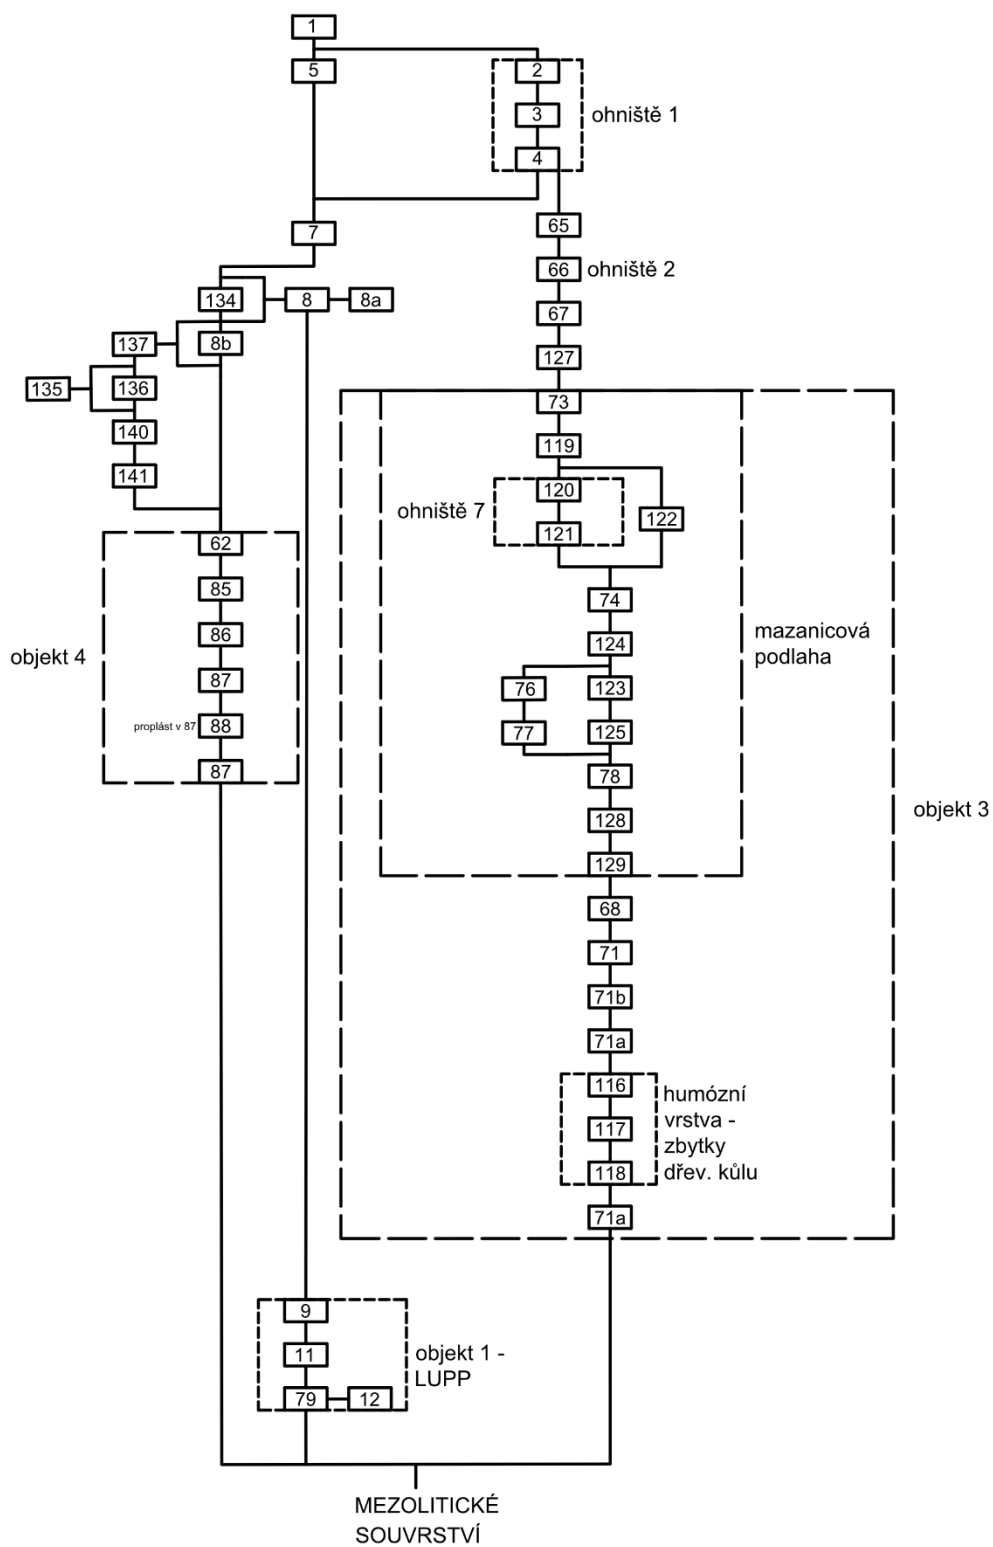 1
5
2
3
ohniště 1
4
65
7
66
ohniště 2
134
8
8a
67
137
8b
127
135
136
73
140
119
141
120
ohniště 7
122
121
62
85
74
mazanicová
podlaha
86
124
objekt 4
87
76
123
proplást v 87
88
77
125
87
78
objekt 3
128
129
68
71
71b
71a
116
humózní
vrstva -
zbytky
dřev. kůlu
117
118
71a
9
11
objekt 1 -
LUPP
79
12
MEZOLITICKÉ
SOUVRSTVÍ